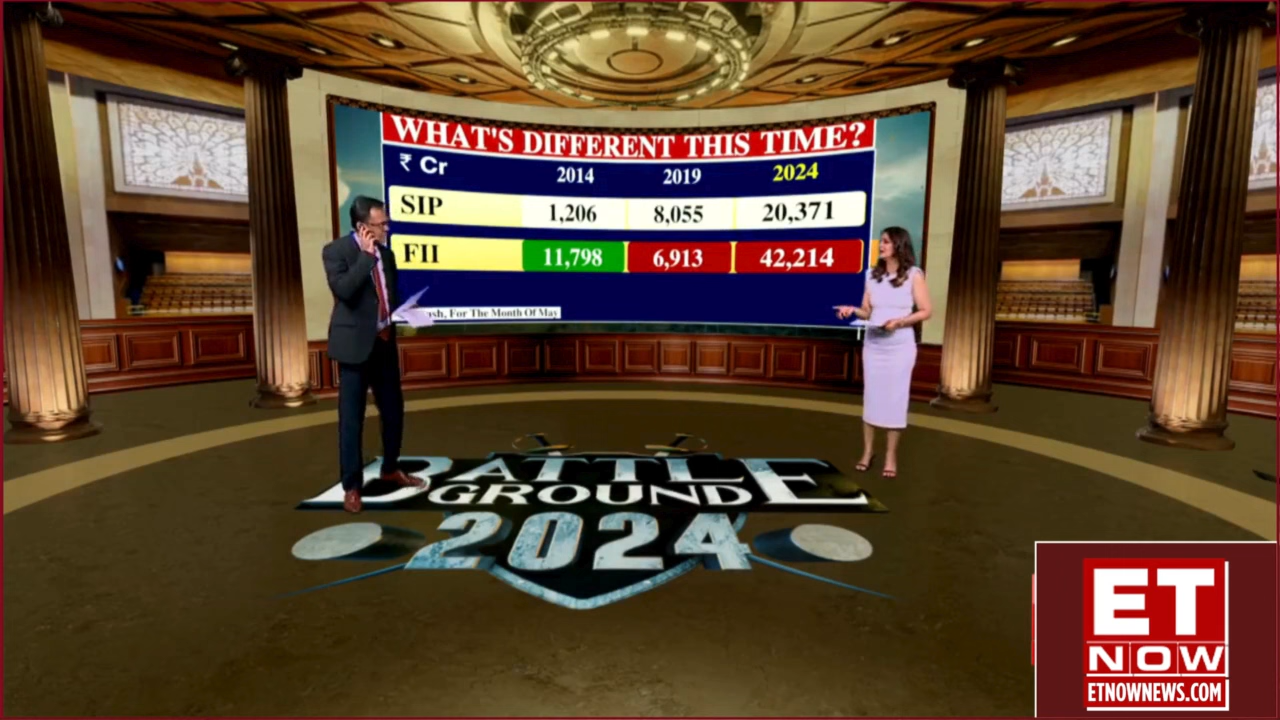 WHAT'S DIFFERENT THIS TIME?
₹ Cr 2014 2019 2024
SIP 1,206 8,055 20,371
FII 11,798 6,913 42,214
For The Month Of May
BATTLE
GROUND
2024
ET
NOW
ETNOWNEWS.COM